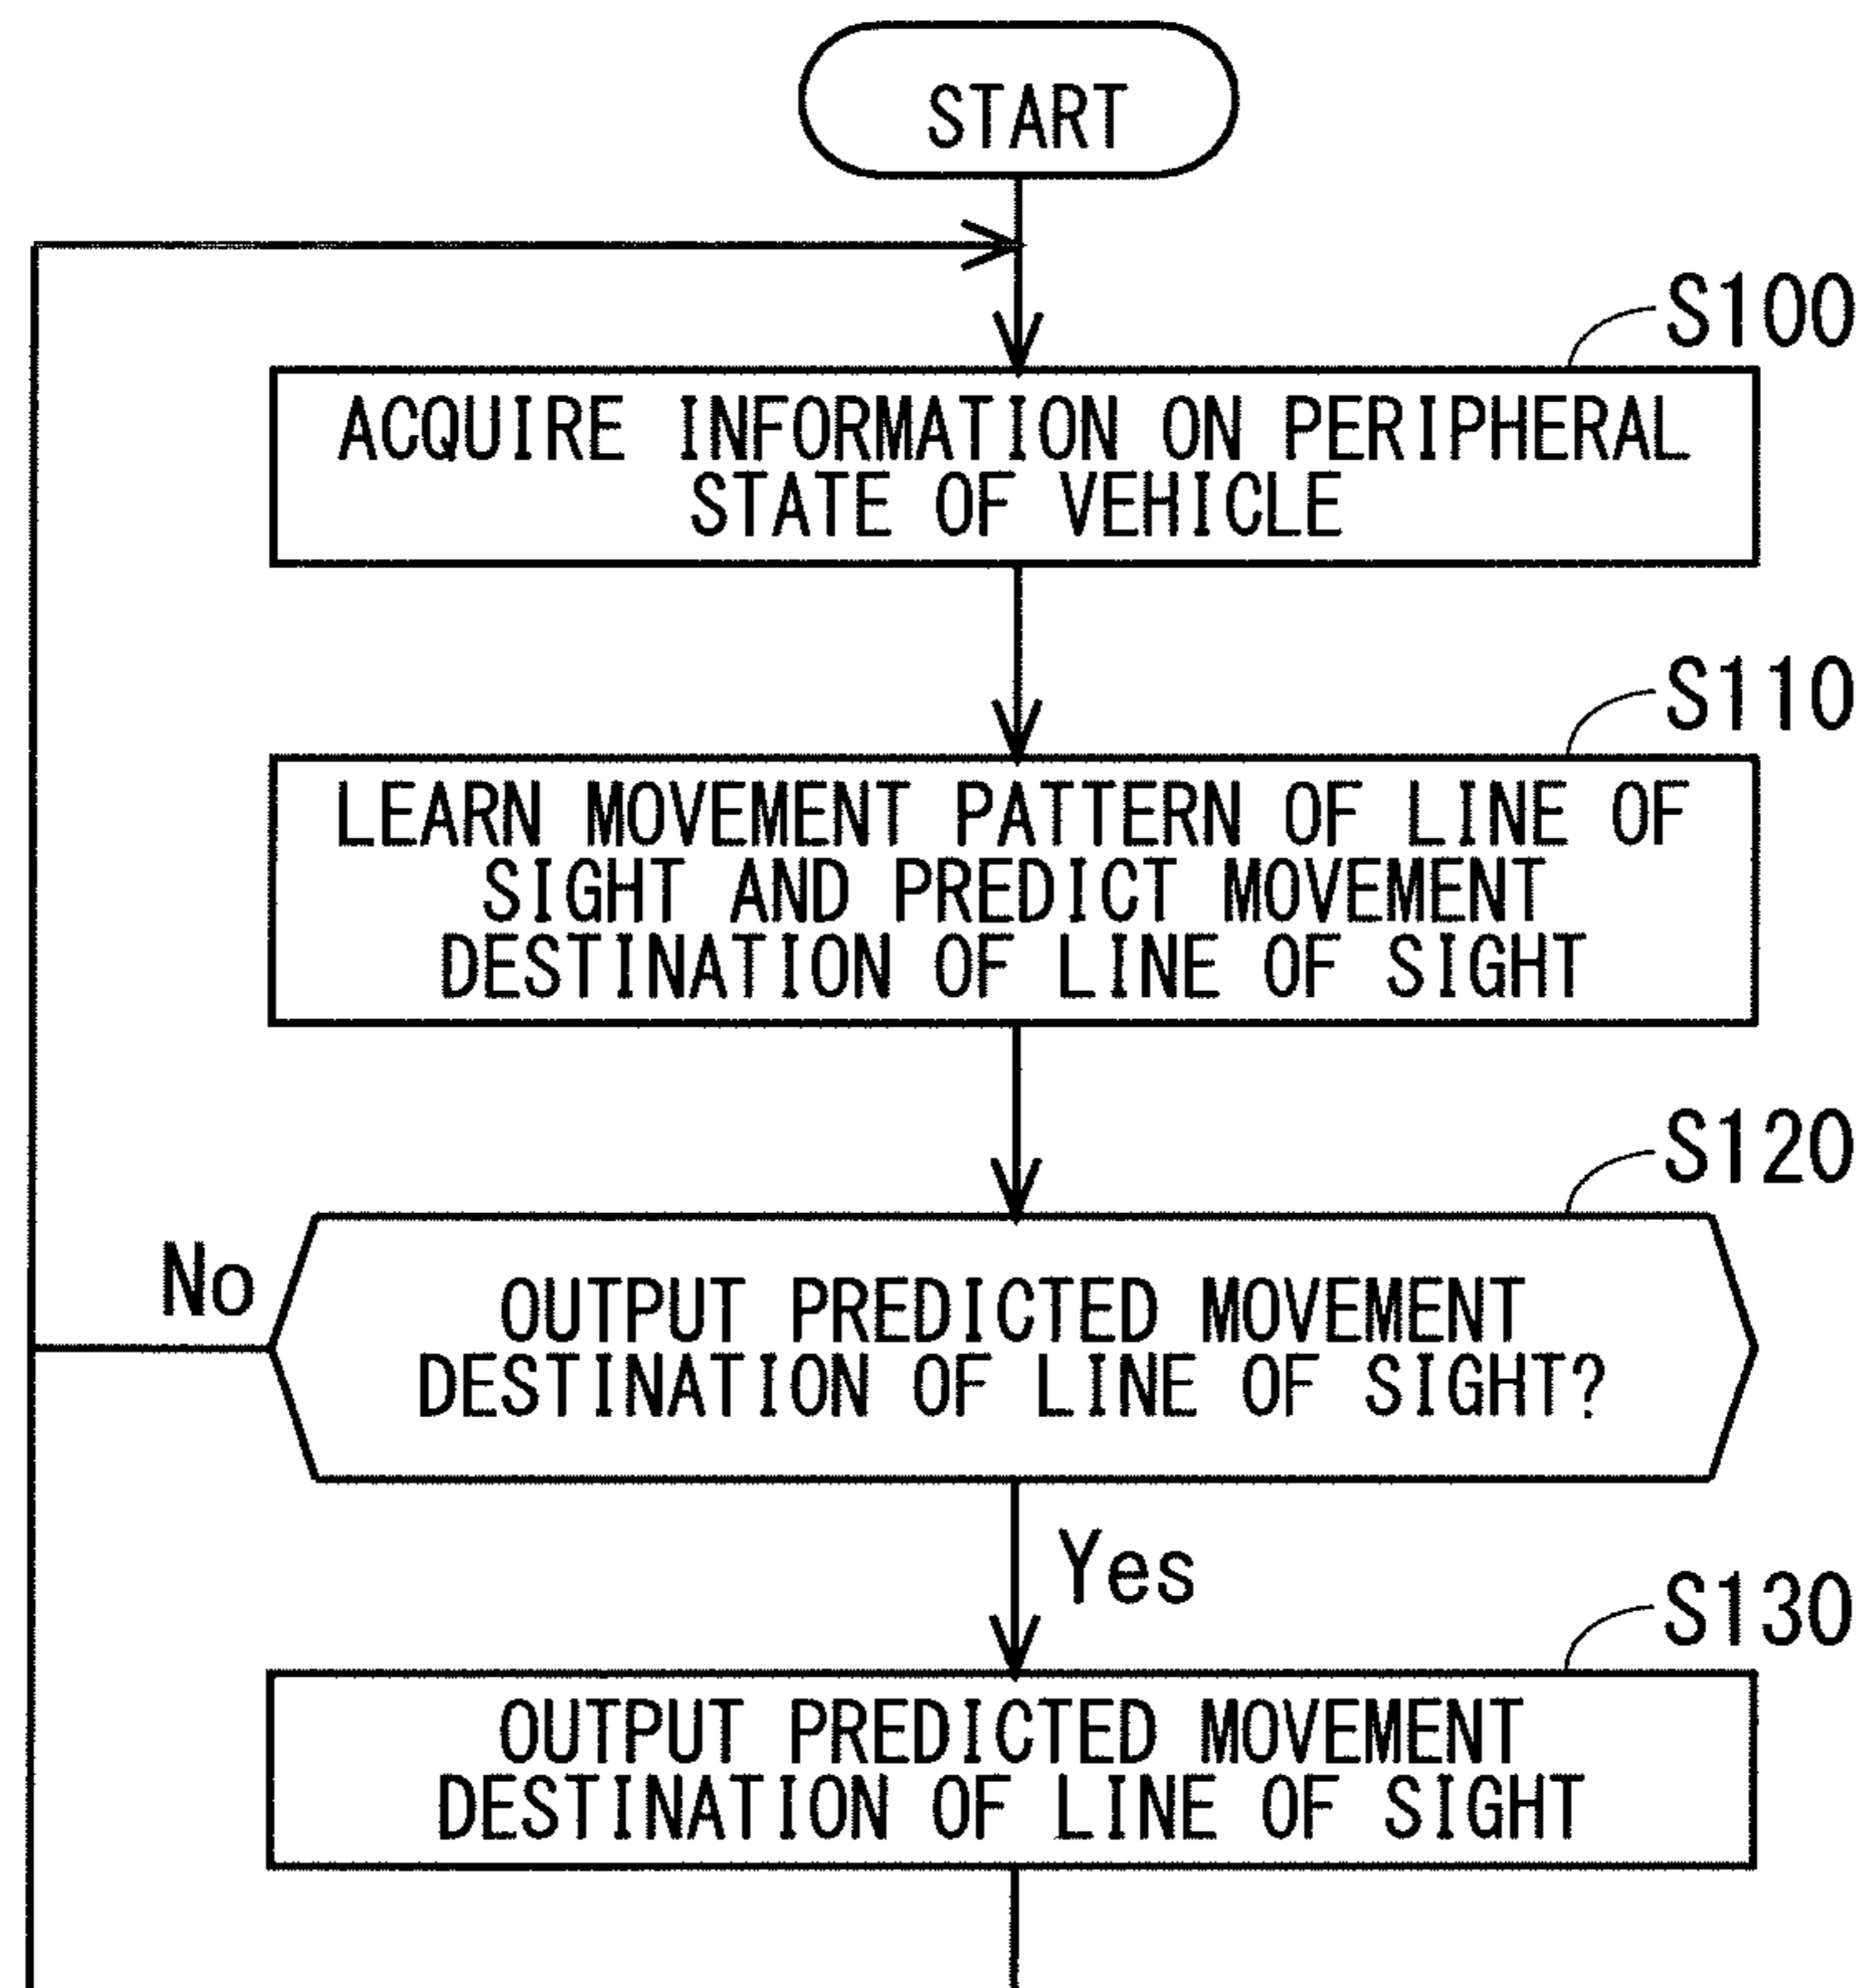 START
S100
ACQUIRE INFORMATION ON PERIPHERAL
STATE OF VEHICLE
S110
LEARN MOVEMENT PATTERN OF LINE OF
SIGHT AND PREDICT MOVEMENT
DESTINATION OF LINE OF SIGHT
S120
No
OUTPUT PREDICTED MOVEMENT
DESTINATION OF LINE OF SIGHT?
Yes
S130
OUTPUT PREDICTED MOVEMENT
DESTINATION OF LINE OF SIGHT